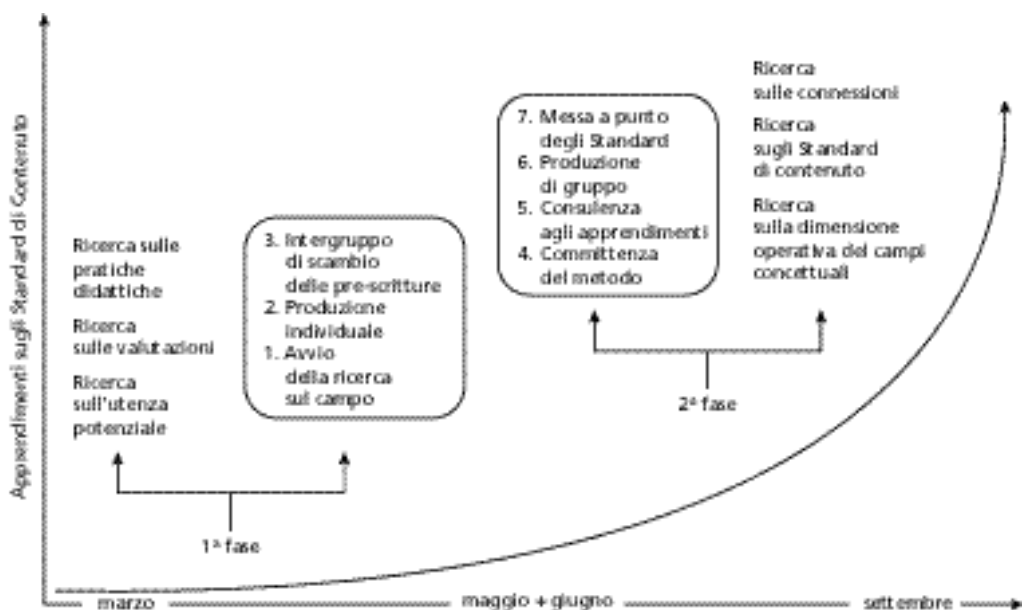 Apprendimenti sugli Standard di Contenuto
Ricerca sulle
pratiche
didattiche
Ricerca
sulle valutazioni
Ricerca
sull'utenza
potenziale
3. Intergruppo
di scambio
delle pre-scritture
2. Produzione
individuale
1. Avvio
della ricerca
sul campo
1ª fase
7. Messa a punto
degli Standard
6. Produzione
di gruppo
5. Consulenza
agli apprendimenti
4. Committenza
del metodo
Ricerca
sulle connessioni
Ricerca
sugli Standard
di contenuto
Ricerca
sulla dimensione
operativa dei campi
concettuali
2ª fase
marzo
maggio + giugno
settembre